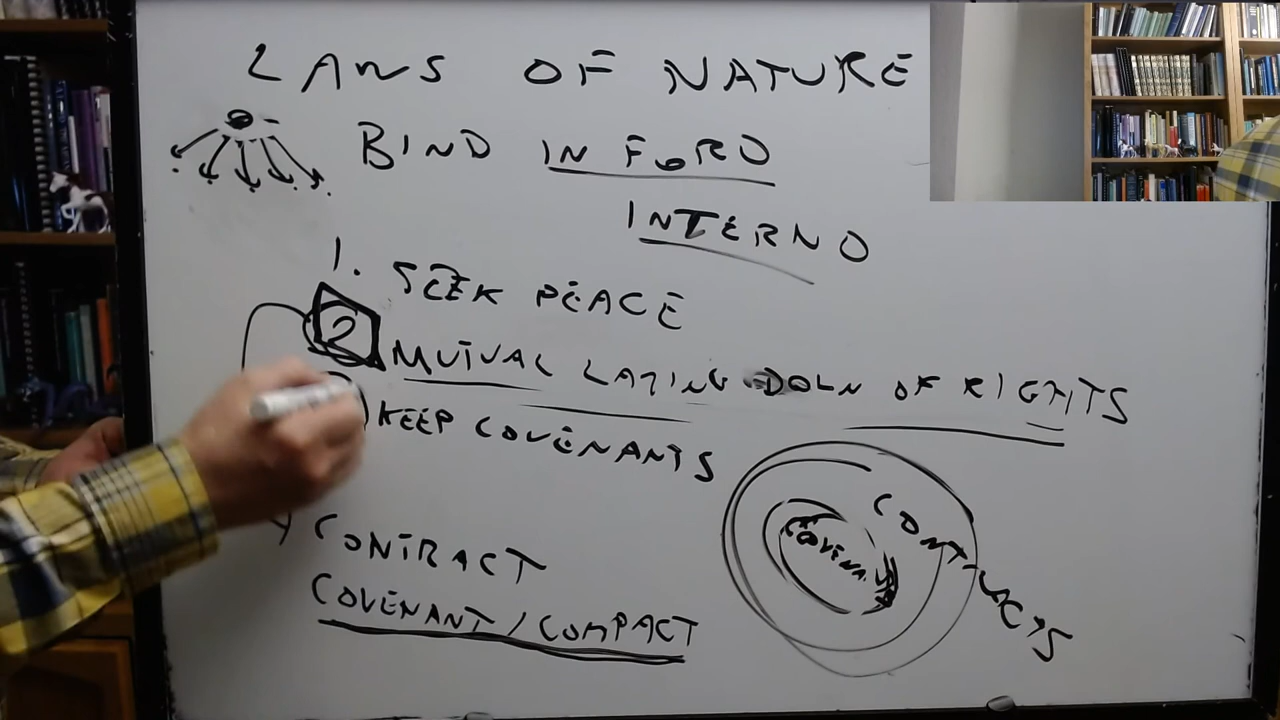 LAWS OF NATURE
BIND IN FORO
INTERNO
1. SEEK PEACE
2 MUTUAL LAYING DOWN OF RIGHTS
KEEP COVENANTS
CONTRACT
COVENANT/COMPACT
COVENA
CONTRACTS